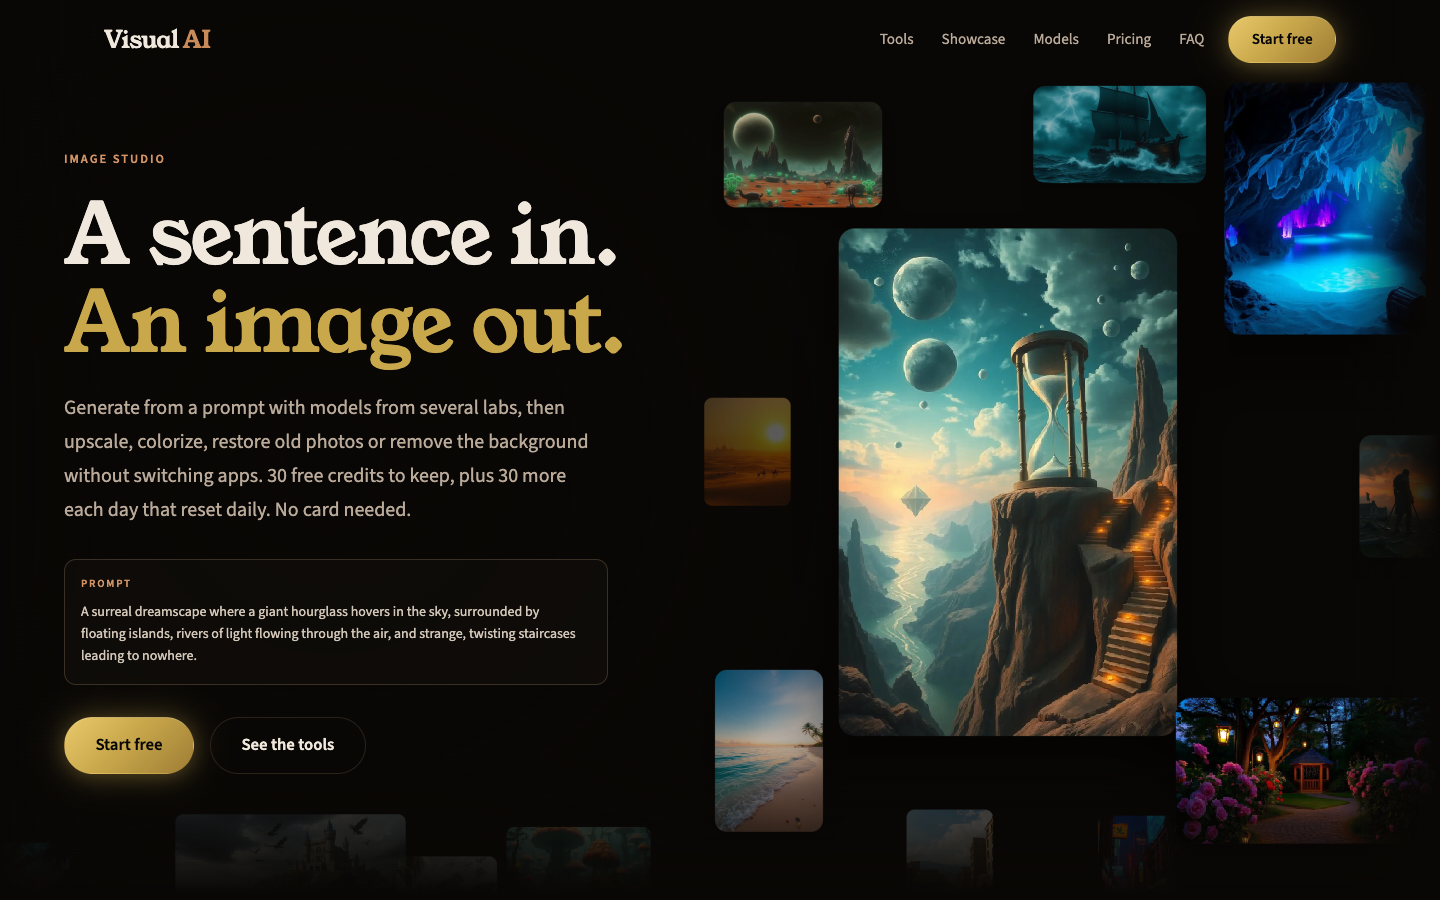 Visual AI
Tools
Showcase
Models
Pricing
FAQ
Start free
IMAGE STUDIO
A sentence in.
An image out.
Generate from a prompt with models from several labs, then
upscale, colorize, restore old photos or remove the background
without switching apps. 30 free credits to keep, plus 30 more
each day that reset daily. No card needed.
PROMPT
A surreal dreamscape where a giant hourglass hovers in the sky, surrounded by
floating islands, rivers of light flowing through the air, and strange, twisting staircases
leading to nowhere.
Start free
See the tools